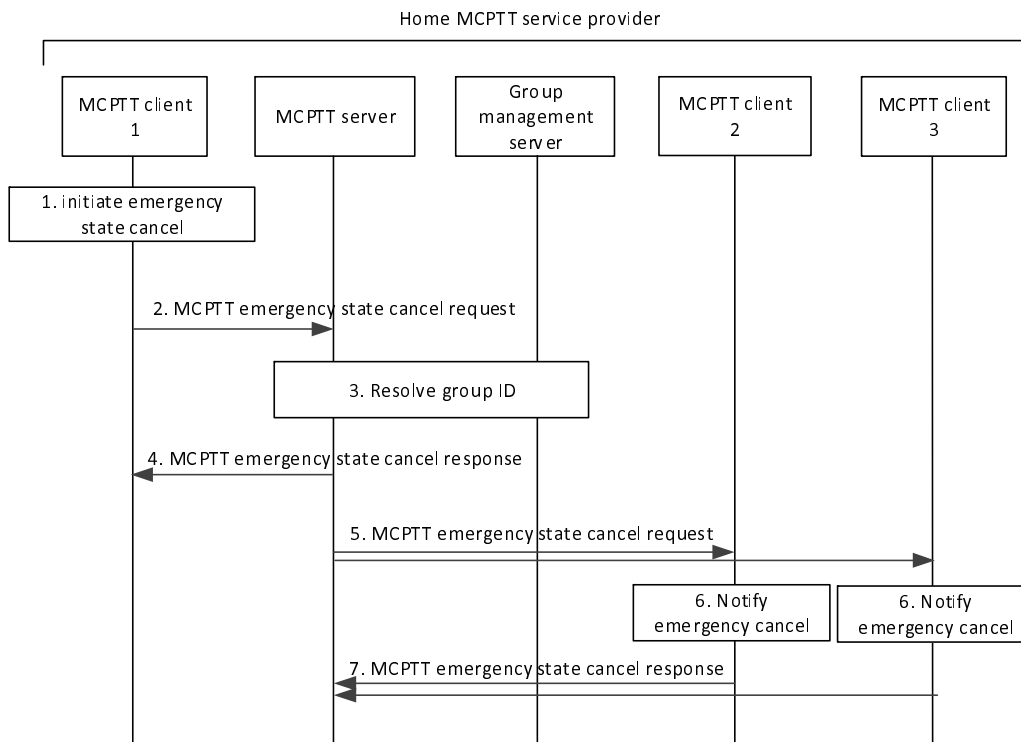 Home MCPTT service provider
MCPTT client
1
MCPTT server
Group
management
server
MCPTT client
2
MCPTT client
3
1. initiate emergency
state cancel
2. MCPTT emergency state cancel request
3. Resolve group ID
4. MCPTT emergency state cancel response
5. MCPTT emergency state cancel request
6. Notify
emergency cancel
6. Notify
emergency cancel
7. MCPTT emergency state cancel response